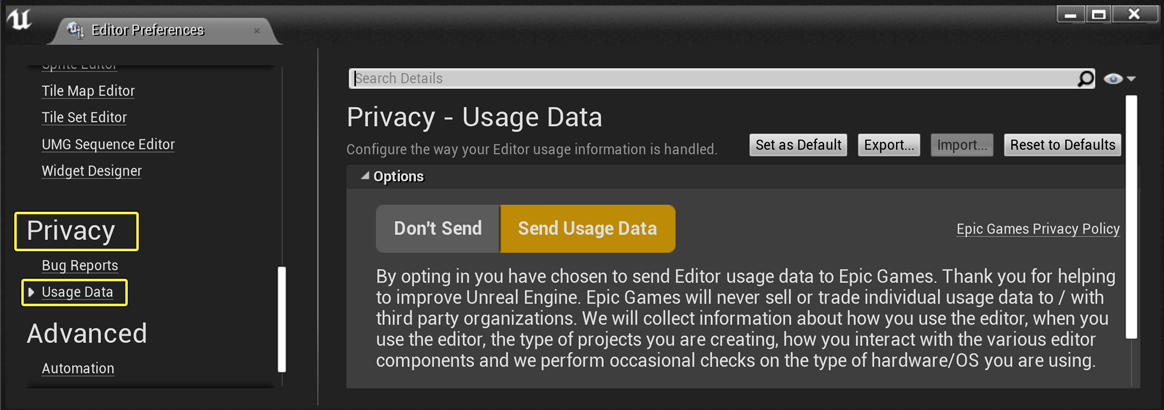 Editor Preferences
Sprite Editor
Tile Map Editor
Tile Set Editor
UMG Sequence Editor
Widget Designer
Privacy
Bug Reports
Usage Data
Advanced
Automation
Search Details
Privacy - Usage Data
Configure the way your Editor usage information is handled.
Set as Default
Export...
Import...
Reset to Defaults
Options
Don't Send
Send Usage Data
Epic Games Privacy Policy
By opting in you have chosen to send Editor usage data to Epic Games. Thank you for helping
to improve Unreal Engine. Epic Games will never sell or trade individual usage data to / with
third party organizations. We will collect information about how you use the editor, when you
use the editor, the type of projects you are creating, how you interact with the various editor
components and we perform occasional checks on the type of hardware/OS you are using.